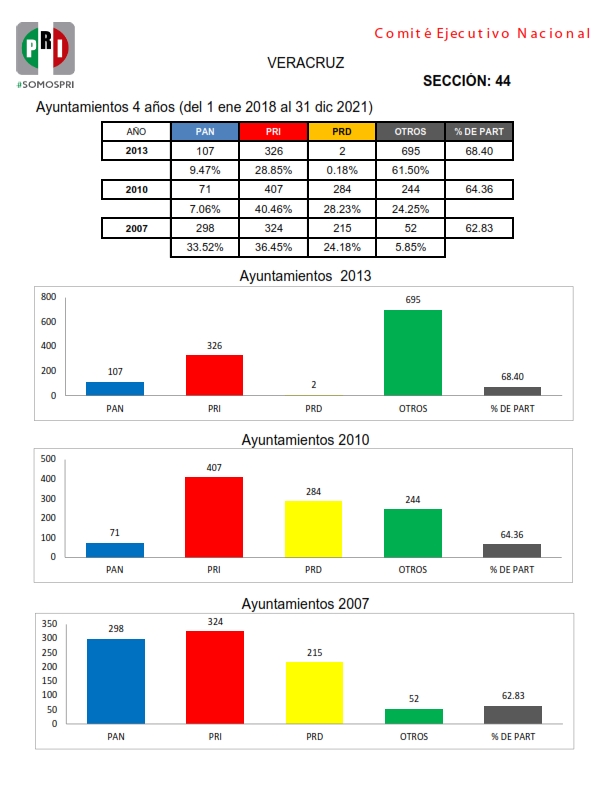 Comité Ejecutivo Nacional
PRI
#SOMOSPRI
VERACRUZ
SECCIÓN: 44
Ayuntamientos 4 años (del 1 ene 2018 al 31 dic 2021)
AÑO PAN PRI PRD OTROS % DE PART
2013 107 326 2 695 68.40
9.47% 28.85% 0.18% 61.50%
2010 71 407 284 244 64.36
7.06% 40.46% 28.23% 24.25%
2007 298 324 215 52 62.83
33.52% 36.45% 24.18% 5.85%
Ayuntamientos 2013
800
600
400
200
0
107 326 2 695 68.40
PAN PRI PRD OTROS % DE PART
Ayuntamientos 2010
500
400
300
200
100
0
71 407 284 244 64.36
PAN PRI PRD OTROS % DE PART
Ayuntamientos 2007
350
300
250
200
150
100
50
0
298 324 215 52 62.83
PAN PRI PRD OTROS % DE PART